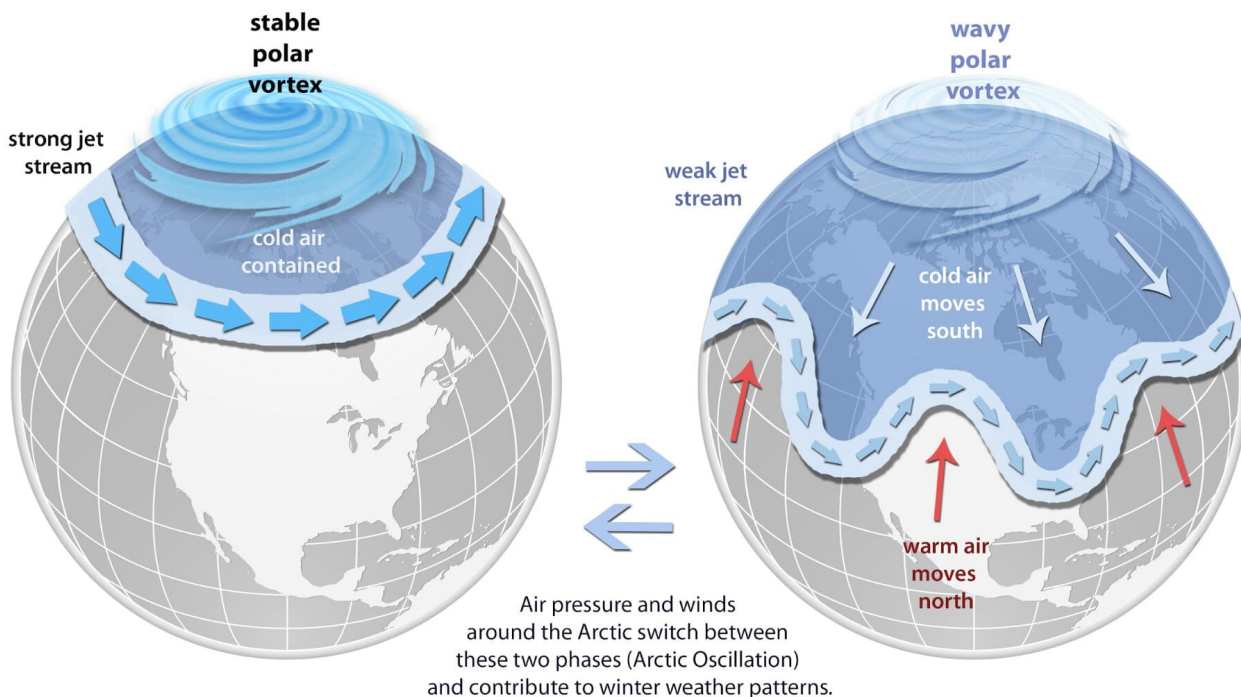 stable
polar
vortex
strong jet
stream
cold air
contained
wavy
polar
vortex
weak jet
stream
cold air
moves
south
warm air
moves
north
Air pressure and winds
around the Arctic switch between
these two phases (Arctic Oscillation)
and contribute to winter weather patterns.